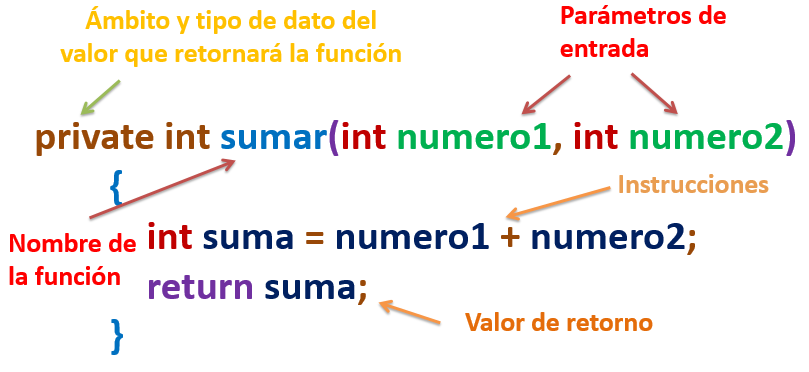 Ámbito y tipo de dato del
valor que retornará la función
Parámetros de
entrada
private int sumar(int numero1, int numero2)
{
Instrucciones
Nombre de
la función
int suma = numero1 + numero2;
return suma;
Valor de retorno
}